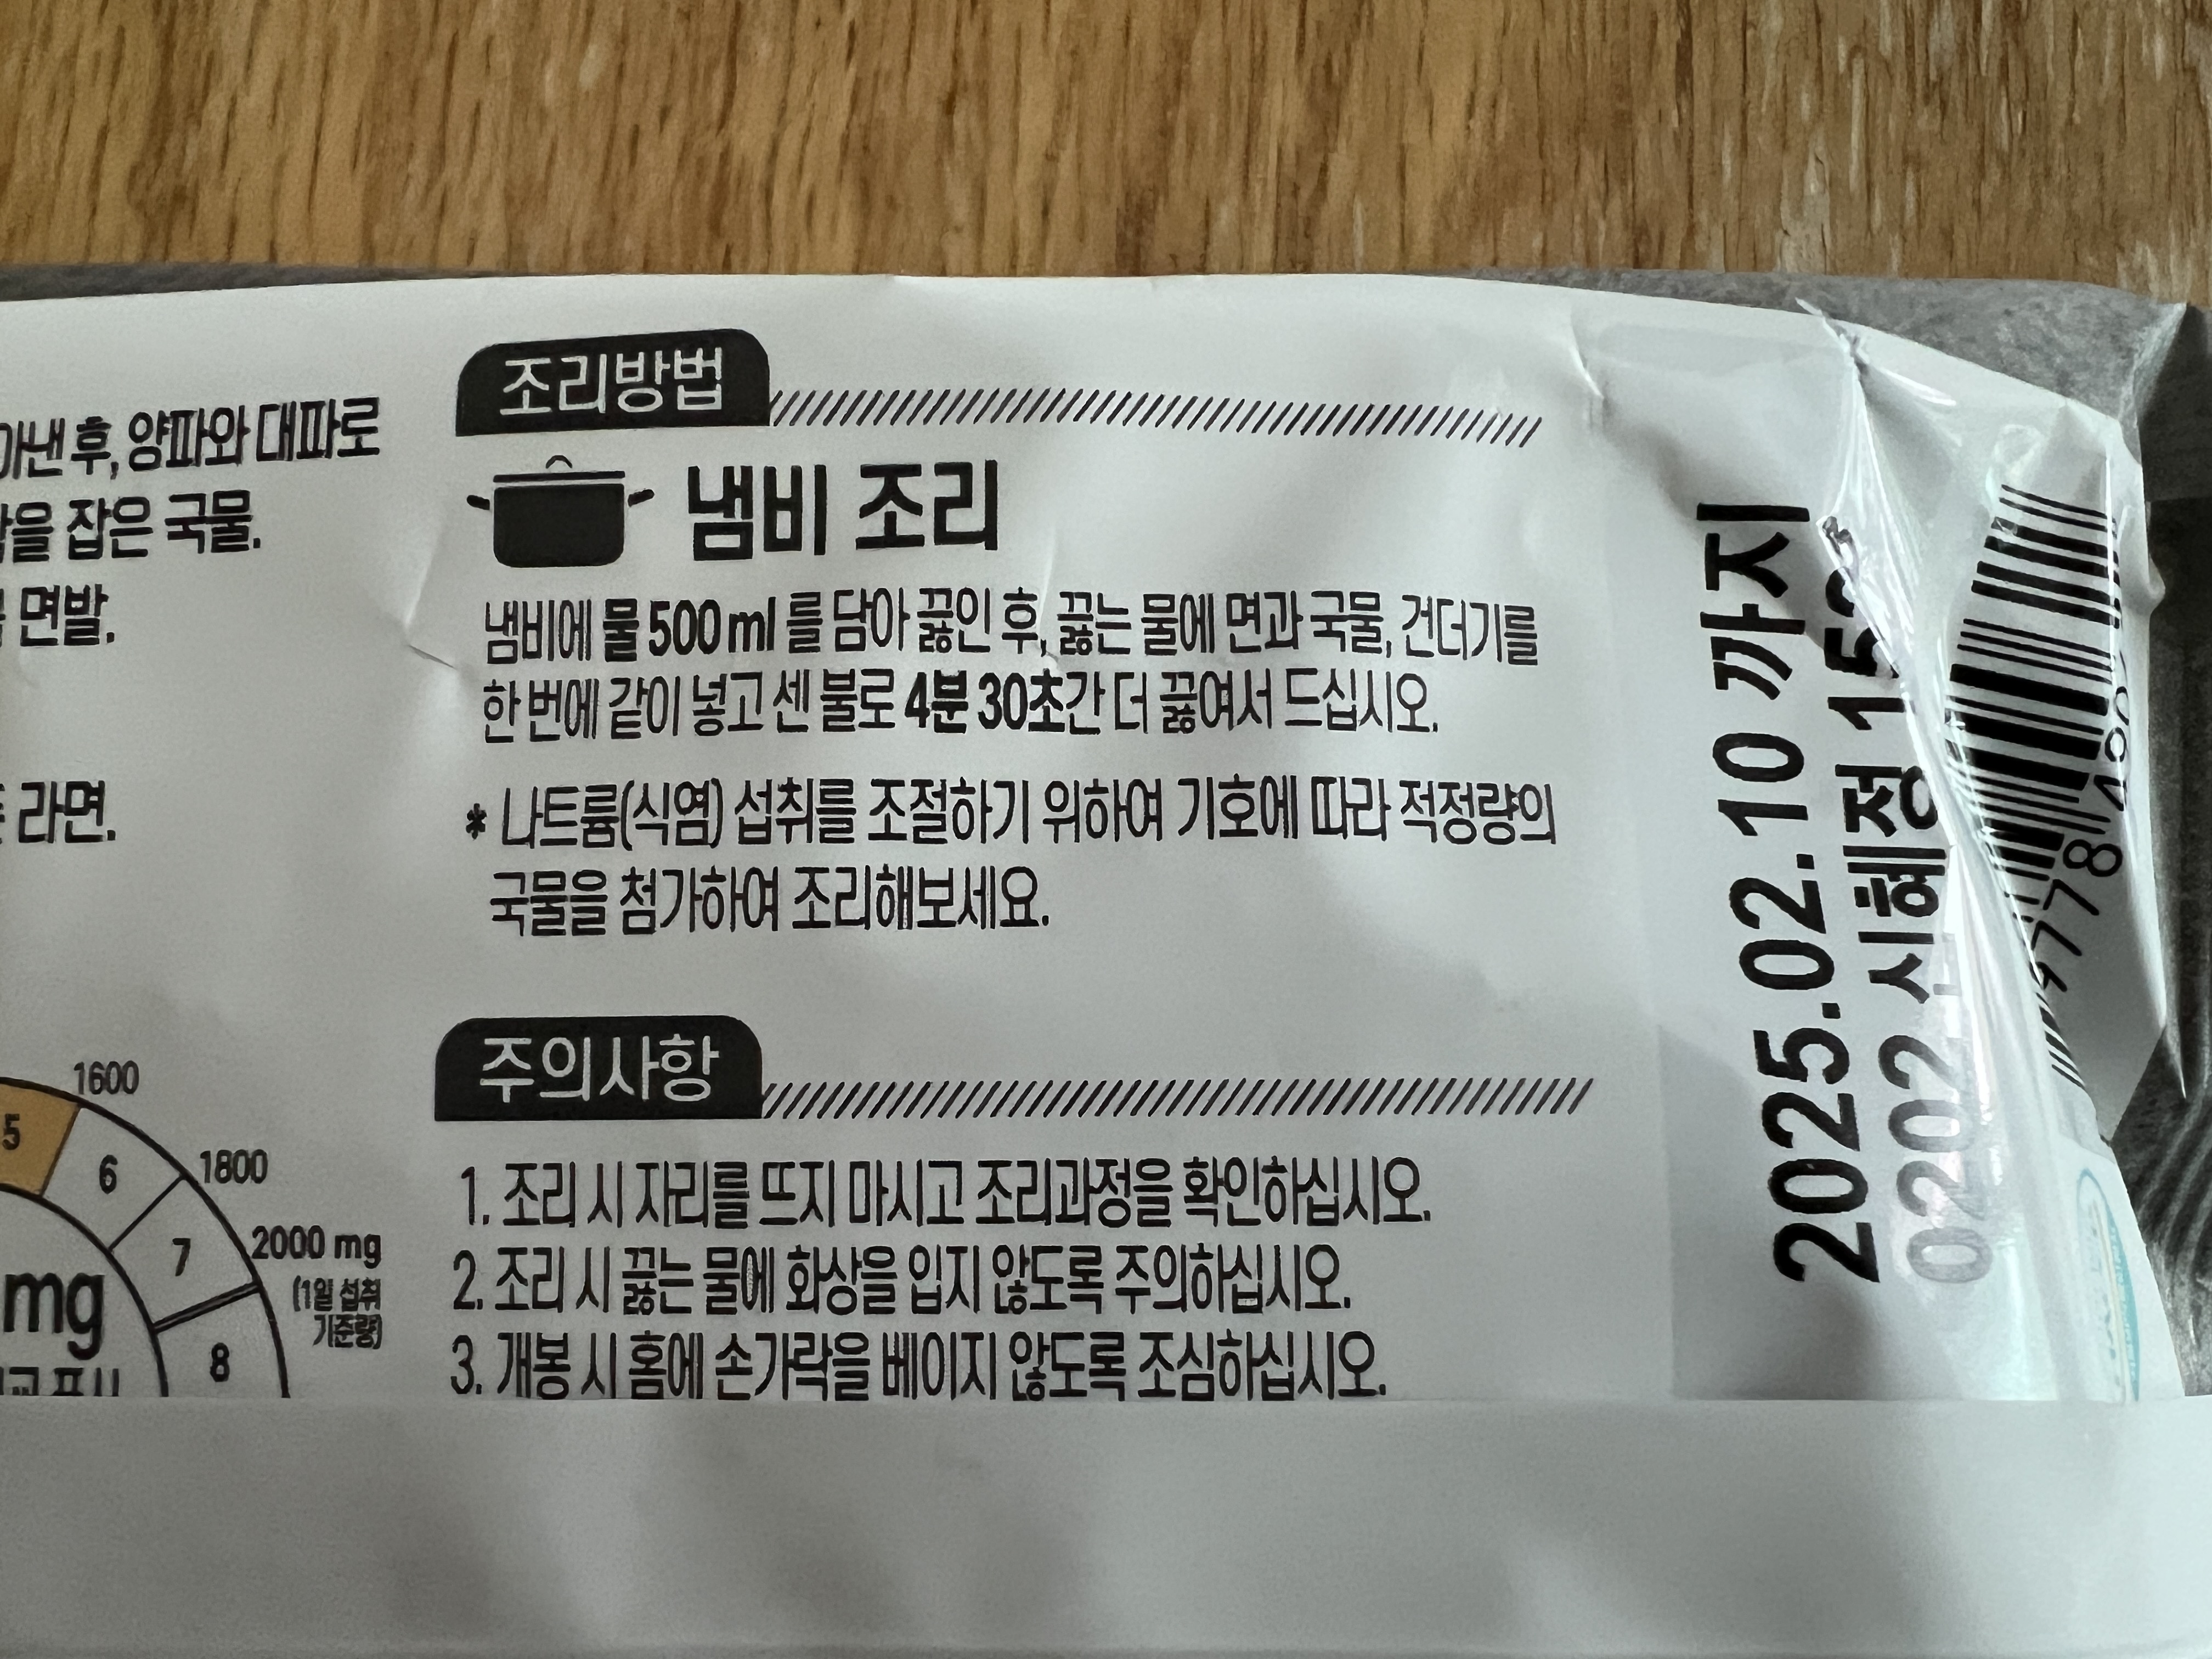 후, 양파와 대파로
잡은 국물.
면발.
라면.
조리방법
냄비 조리
냄비에 물 500 ml 를 담아 끓인 후, 끓는 물에 면과 국물, 건더기를
한 번에 같이 넣고 센 불로 4분 30초간 더 끓여서 드십시오.
* 나트륨(식염) 섭취를 조절하기 위하여 기호에 따라 적정량의
국물을 첨가하여 조리해보세요.
주의사항
1. 조리 시 자리를 뜨지 마시고 조리과정을 확인하십시오.
2. 조리 시 끓는 물에 화상을 입지 않도록 주의하십시오.
3. 개봉 시 홈에 손가락을 베이지 않도록 조심하십시오.
1600
1800
2000 mg
(1일 섭취
기준량)
5
6
7
8
mg
2025.02.10 까지
0202 시혜정